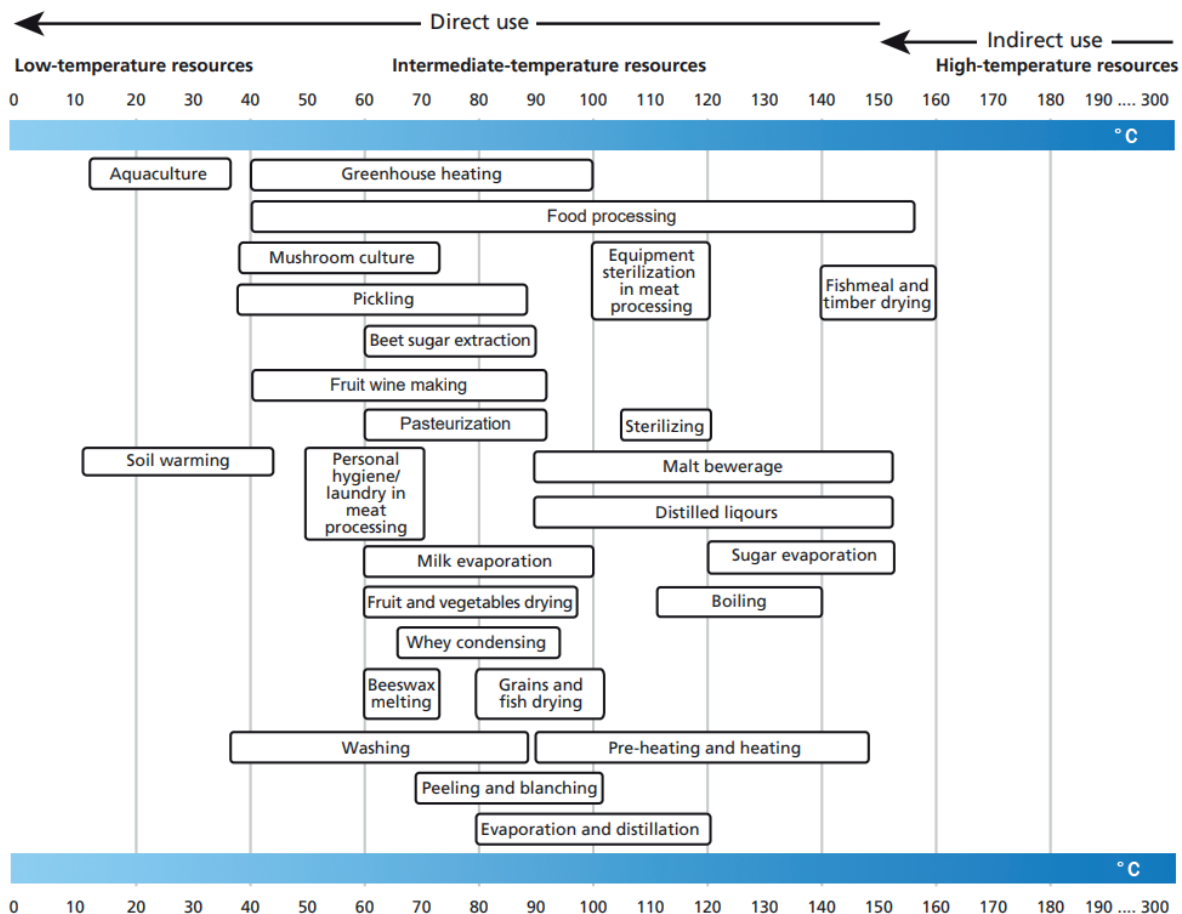 Direct use
Indirect use
Low-temperature resources Intermediate-temperature resources High-temperature resources
0 10 20 30 40 50 60 70 80 90 100 110 120 130 140 150 160 170 180 190 .... 300
°C
Aquaculture Greenhouse heating
Food processing
Mushroom culture
Equipment
sterilization
in meat
processing
Fishmeal and
timber drying
Pickling
Beet sugar extraction
Fruit wine making
Pasteurization Sterilizing
Soil warming
Personal
hygiene/
laundry in
meat
processing
Malt bewerage
Distilled liqours
Milk evaporation Sugar evaporation
Fruit and vegetables drying Boiling
Whey condensing
Beeswax
melting
Grains and
fish drying
Washing Pre-heating and heating
Peeling and blanching
Evaporation and distillation
°C
0 10 20 30 40 50 60 70 80 90 100 110 120 130 140 150 160 170 180 190 .... 300